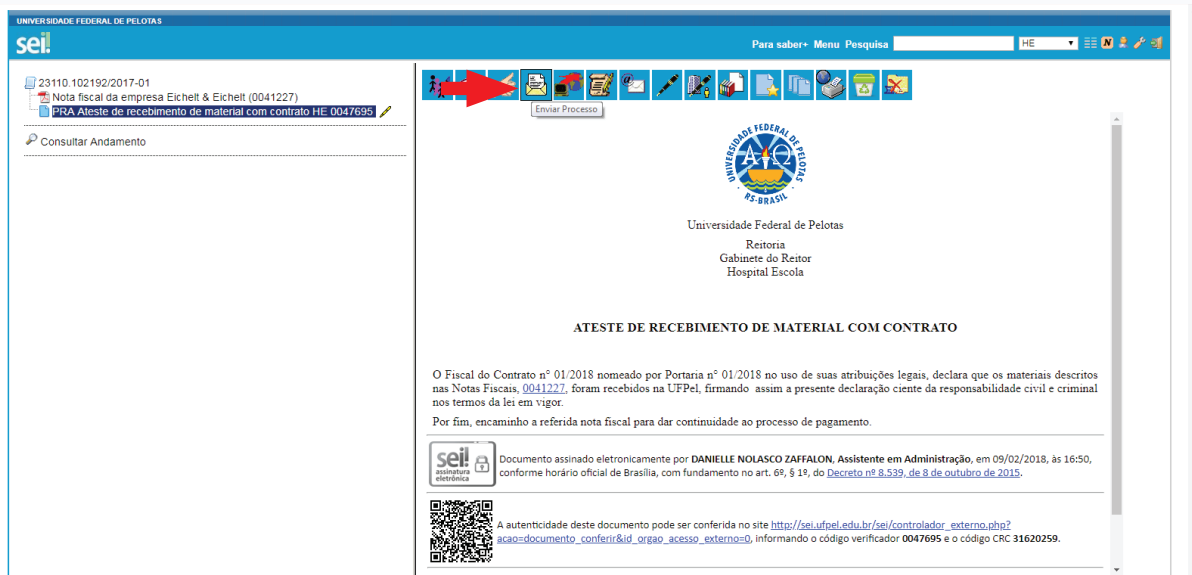 UNIVERSIDADE FEDERAL DE PELOTAS
sei!
Para saber+ Menu Pesquisa
HE
N
23110.102192/2017-01
Nota fiscal da empresa Eichelt & Eichelt (0041227)
PRA Ateste de recebimento de material com contrato HE 0047695
Consultar Andamento
Enviar Processo
UNIVERSIDADE FEDERAL DE PELOTAS
ΑΩ
RS-BRASIL
Universidade Federal de Pelotas
Reitoria
Gabinete do Reitor
Hospital Escola
ATESTE DE RECEBIMENTO DE MATERIAL COM CONTRATO
O Fiscal do Contrato n° 01/2018 nomeado por Portaria n° 01/2018 no uso de suas atribuições legais, declara que os materiais descritos
nas Notas Fiscais, 0041227, foram recebidos na UFPel, firmando assim a presente declaração ciente da responsabilidade civil e criminal
nos termos da lei em vigor.
Por fim, encaminho a referida nota fiscal para dar continuidade ao processo de pagamento.
sei!
assinatura
eletrônica
Documento assinado eletronicamente por DANIELLE NOLASCO ZAFFALON, Assistente em Administração, em 09/02/2018, às 16:50,
conforme horário oficial de Brasília, com fundamento no art. 6º, § 1º, do Decreto nº 8.539, de 8 de outubro de 2015.
A autenticidade deste documento pode ser conferida no site http://sei.ufpel.edu.br/sei/controlador_externo.php?
acao=documento_conferir&id_orgao_acesso_externo=0, informando o código verificador 0047695 e o código CRC 31620259.